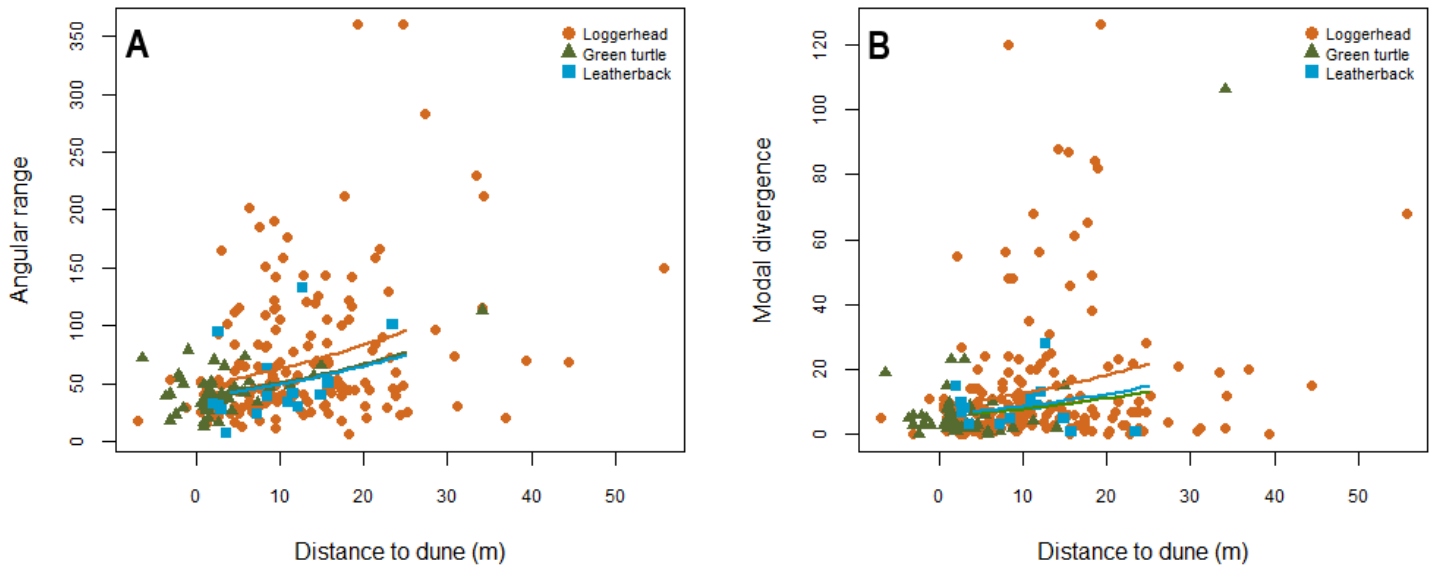 A
Loggerhead
Green turtle
Leatherback
Angular range
350
300
250
200
150
100
50
0
0 10 20 30 40 50
Distance to dune (m)
B
Loggerhead
Green turtle
Leatherback
Modal divergence
120
100
80
60
40
20
0
0 10 20 30 40 50
Distance to dune (m)